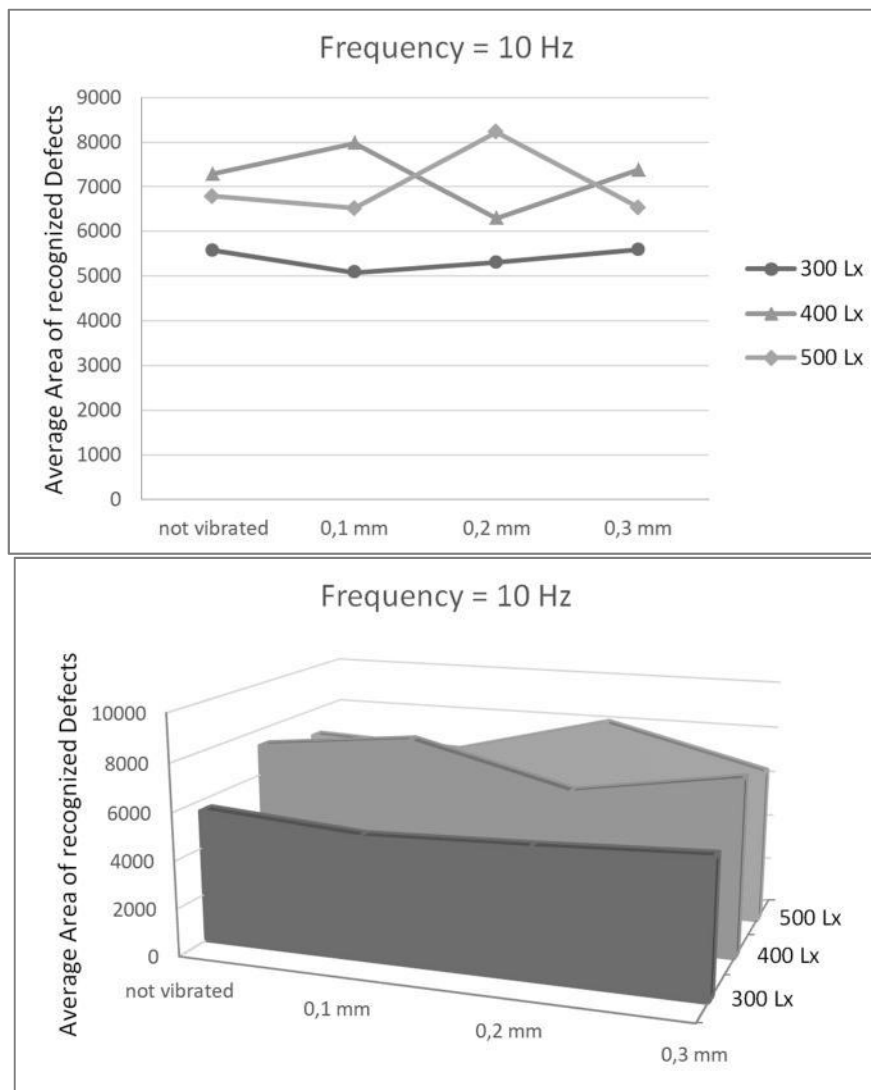 Frequency = 10 Hz
Average Area of recognized Defects
9000
8000
7000
6000
5000
4000
3000
2000
1000
0
not vibrated
0,1 mm
0,2 mm
0,3 mm
300 Lx
400 Lx
500 Lx
Frequency = 10 Hz
Average Area of recognized Defects
10000
8000
6000
4000
2000
0
not vibrated
0,1 mm
0,2 mm
0,3 mm
500 Lx
400 Lx
300 Lx